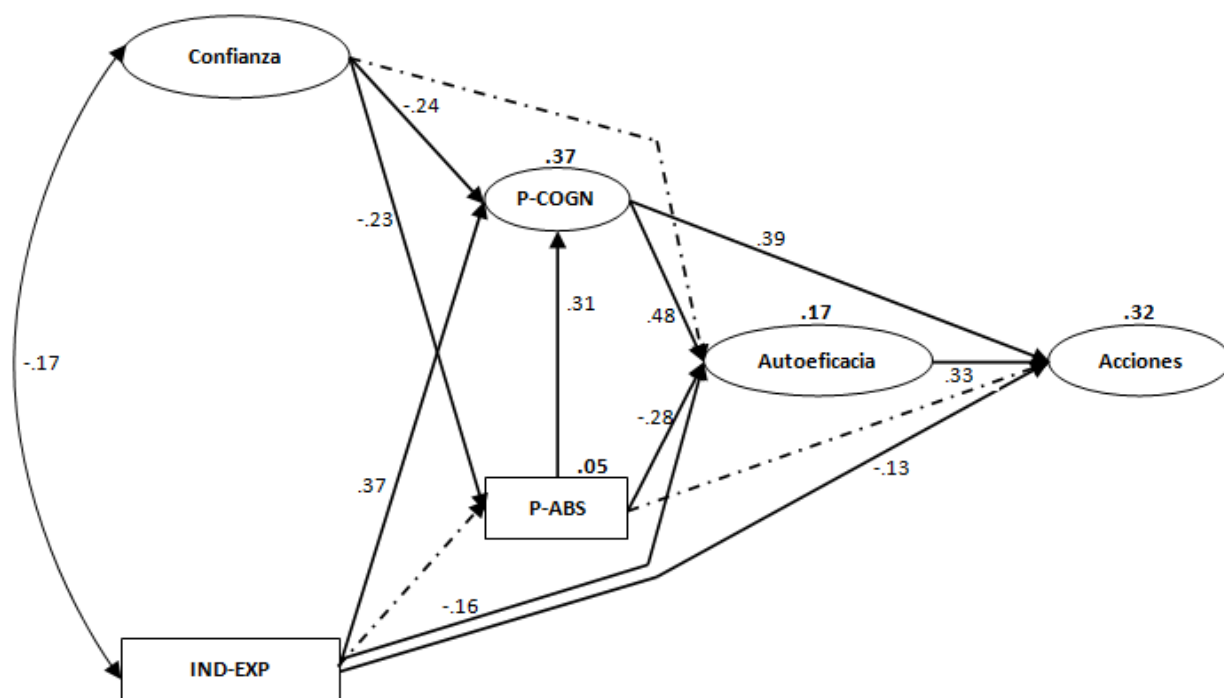 Confianza
-.24
.37
P-COGN
-.23
.39
.31
.48
.17
.32
-.17
Autoeficacia
Acciones
.33
-.28
.37
.05
-.13
P-ABS
-.16
IND-EXP